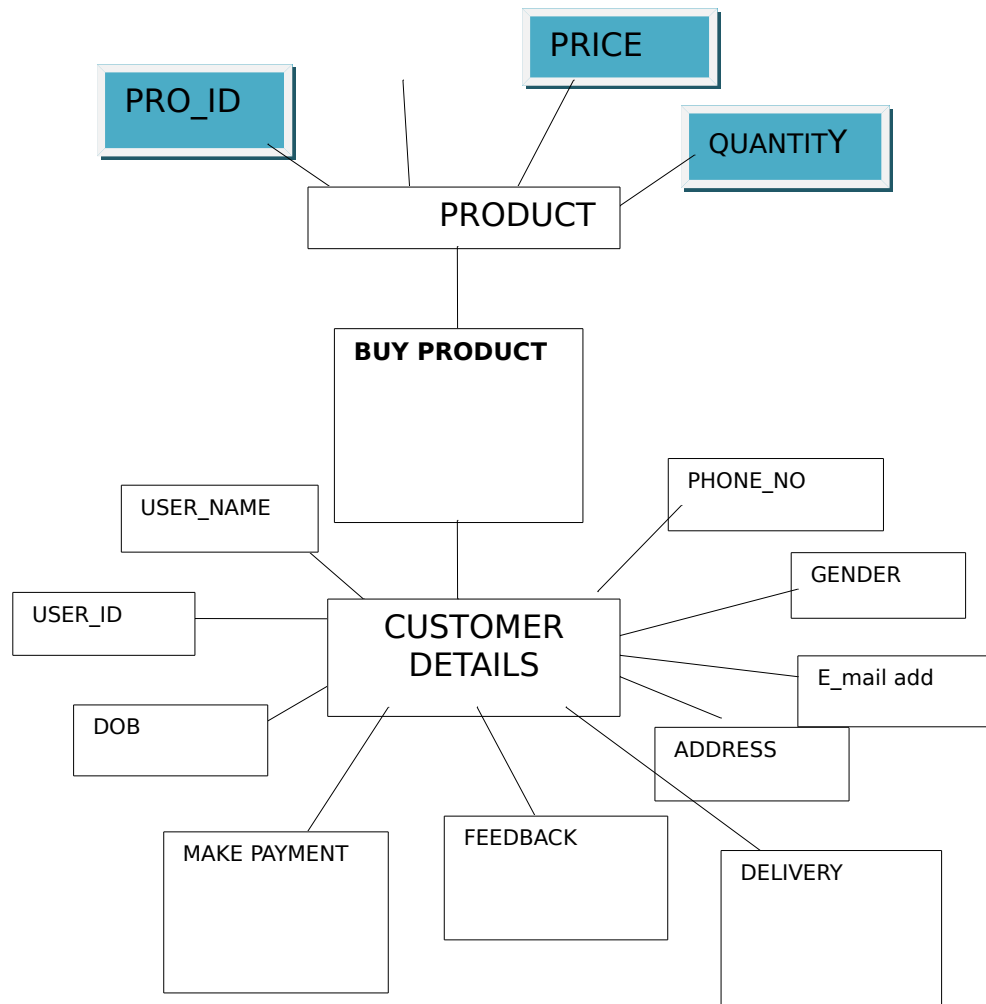 PRICE
PRO_ID
QUANTITY
PRODUCT
BUY PRODUCT
PHONE_NO
USER_NAME
GENDER
USER_ID
CUSTOMER
DETAILS
E_mail add
DOB
ADDRESS
FEEDBACK
MAKE PAYMENT
DELIVERY